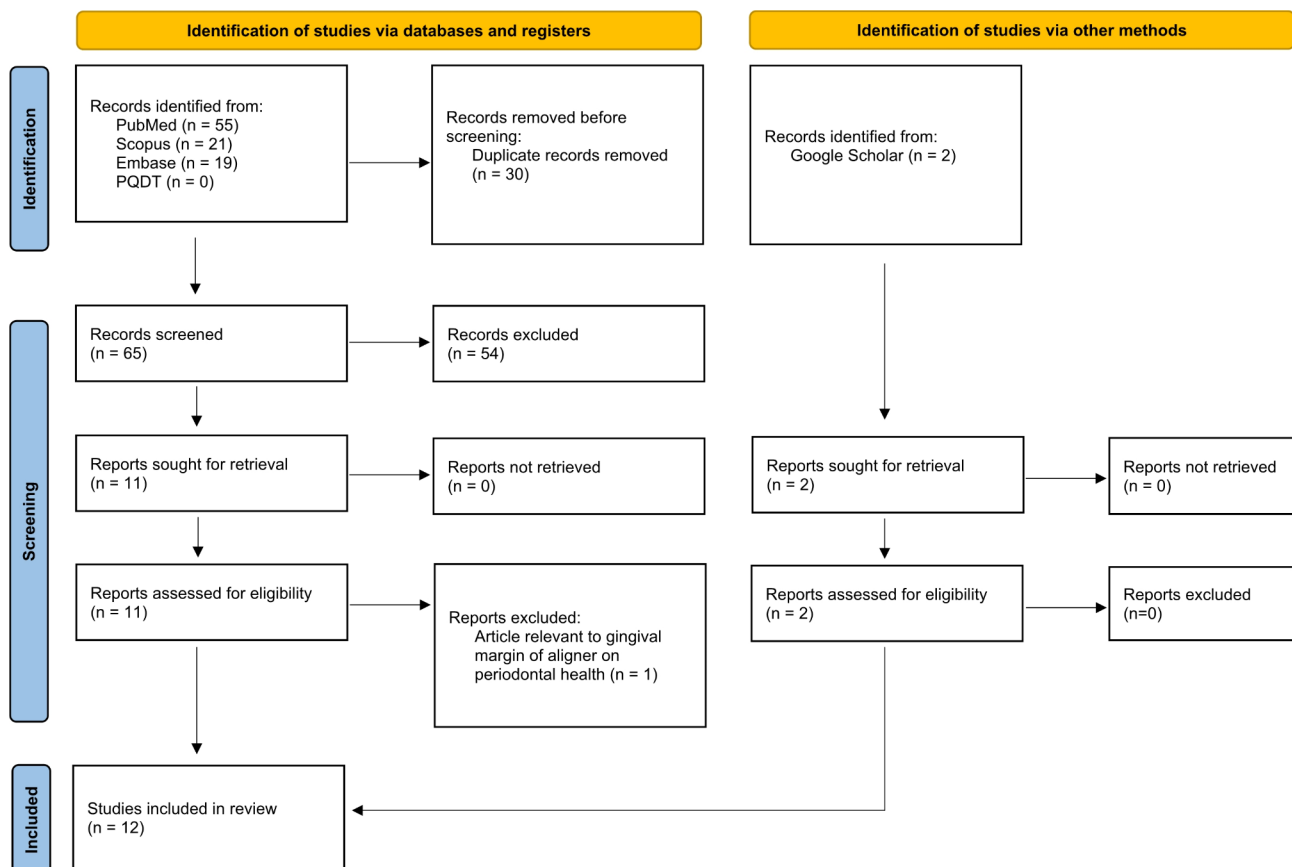 Identification of studies via databases and registers
Identification of studies via other methods
Identification
Records identified from:
PubMed (n = 55)
Scopus (n = 21)
Embase (n = 19)
PQDT (n = 0)
Records removed before
screening:
Duplicate records removed
(n = 30)
Records identified from:
Google Scholar (n = 2)
Screening
Records screened
(n = 65)
Records excluded
(n = 54)
Reports sought for retrieval
(n = 11)
Reports not retrieved
(n = 0)
Reports sought for retrieval
(n = 2)
Reports not retrieved
(n = 0)
Reports assessed for eligibility
(n = 11)
Reports excluded:
Article relevant to gingival
margin of aligner on
periodontal health (n = 1)
Reports assessed for eligibility
(n = 2)
Reports excluded
(n=0)
Included
Studies included in review
(n = 12)